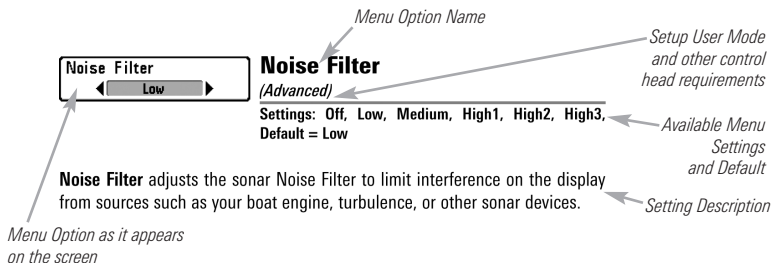 Menu Option Name
Setup User Mode
and other control
head requirements
Noise Filter
Low
Noise Filter
(Advanced)
Settings: Off, Low, Medium, High1, High2, High3,
Default = Low
Available Menu
Settings
and Default
Noise Filter adjusts the sonar Noise Filter to limit interference on the display
from sources such as your boat engine, turbulence, or other sonar devices.
Setting Description
Menu Option as it appears
on the screen